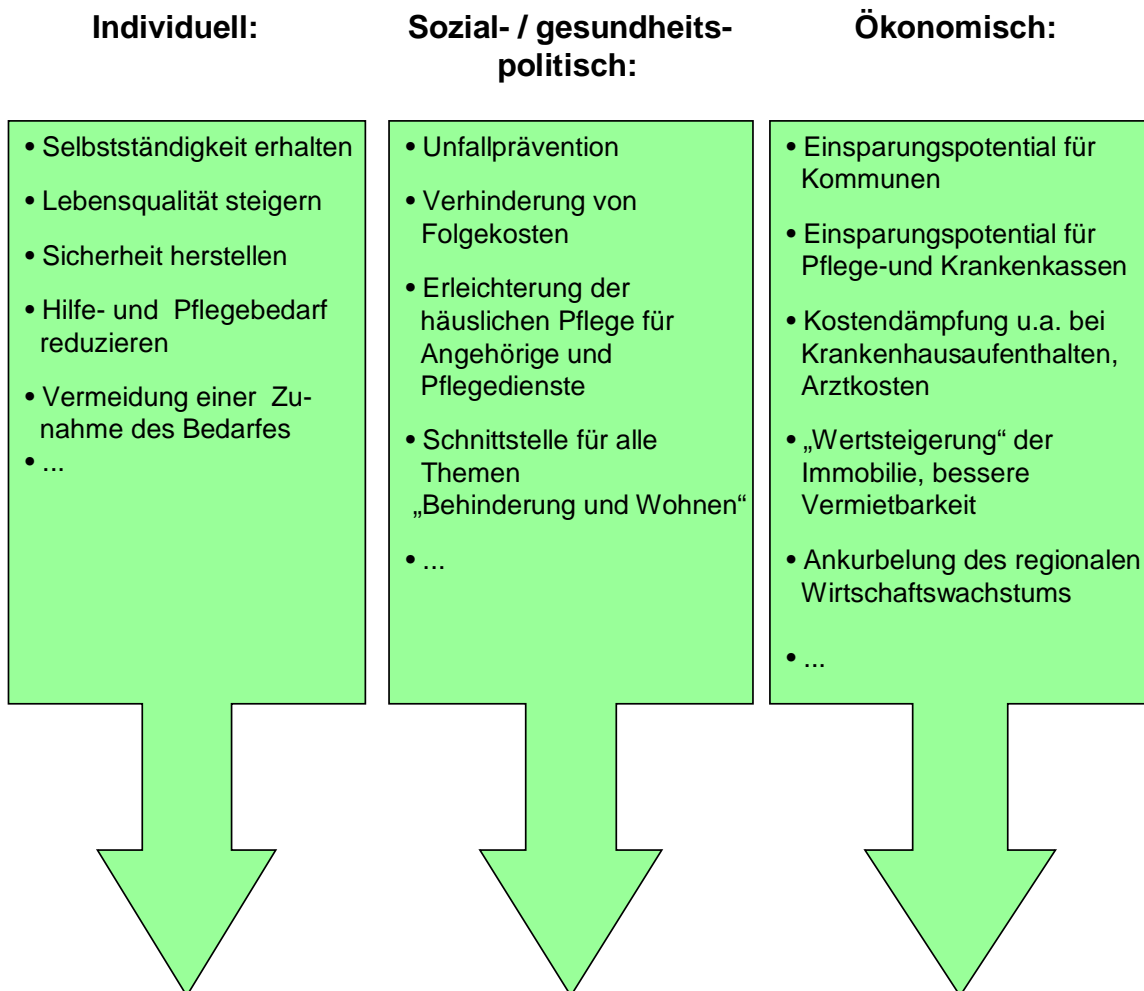 Individuell:
Sozial- / gesundheits-
politisch:
Ökonomisch:
• Selbstständigkeit erhalten
• Lebensqualität steigern
• Sicherheit herstellen
• Hilfe- und Pflegebedarf
reduzieren
• Vermeidung einer Zu-
nahme des Bedarfes
• ...
• Unfallprävention
• Verhinderung von
Folgekosten
• Erleichterung der
häuslichen Pflege für
Angehörige und
Pflegedienste
• Schnittstelle für alle
Themen
„Behinderung und Wohnen“
• ...
• Einsparungspotential für
Kommunen
• Einsparungspotential für
Pflege-und Krankenkassen
• Kostendämpfung u.a. bei
Krankenhausaufenthalten,
Arztkosten
• „Wertsteigerung“ der
Immobilie, bessere
Vermietbarkeit
• Ankurbelung des regionalen
Wirtschaftswachstums
• ...